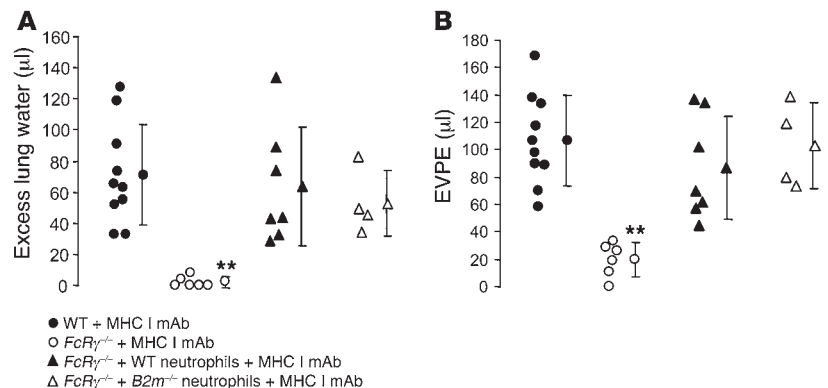 A
B
Excess lung water (µl)
160
140
120
100
80
60
40
20
0
**
EVPE (µl)
180
160
140
120
100
80
60
40
20
0
**
● WT + MHC I mAb
○ FcRγ⁻/⁻ + MHC I mAb
▲ FcRγ⁻/⁻ + WT neutrophils + MHC I mAb
△ FcRγ⁻/⁻ + B2m⁻/⁻ neutrophils + MHC I mAb